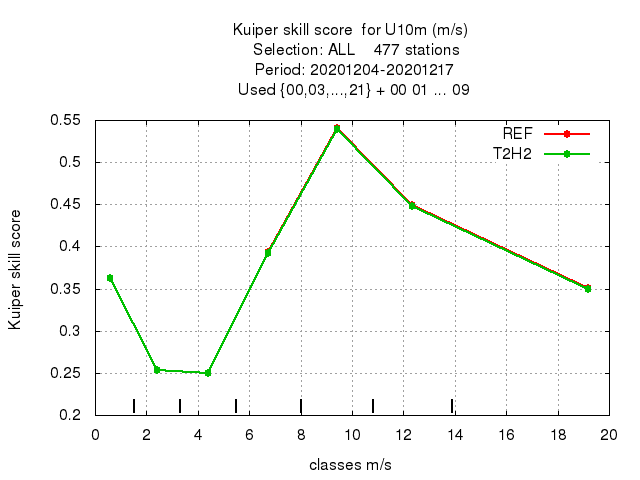 Kuiper skill score for U10m (m/s)
Selection: ALL 477 stations
Period: 20201204-20201217
Used {00,03,...,21} + 00 01 ... 09
REF
T2H2
0.55
0.5
0.45
0.4
0.35
0.3
0.25
0.2
Kuiper skill score
0 2 4 6 8 10 12 14 16 18 20
classes m/s